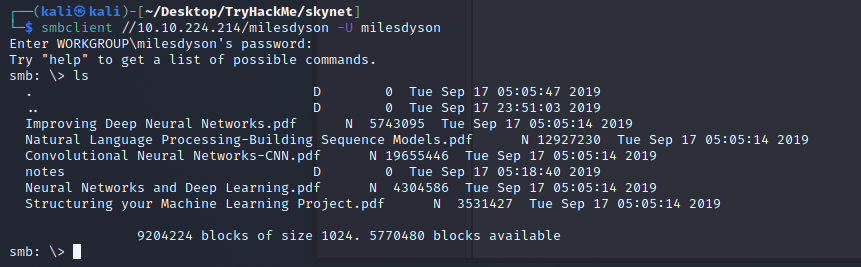 ┌──(kali㉿kali)-[~/Desktop/TryHackMe/skynet]
└─$ smbclient //10.10.224.214/milesdyson -U milesdyson
Enter WORKGROUP\milesdyson's password:
Try "help" to get a list of possible commands.
smb: \> ls
  .                                   D        0  Tue Sep 17 05:05:47 2019
  ..                                  D        0  Tue Sep 17 23:51:03 2019
  Improving Deep Neural Networks.pdf      N  5743095  Tue Sep 17 05:05:14 2019
  Natural Language Processing-Building Sequence Models.pdf      N 12927230  Tue Sep 17 05:05:14 2019
  Convolutional Neural Networks-CNN.pdf      N 19655446  Tue Sep 17 05:05:14 2019
  notes                               D        0  Tue Sep 17 05:18:40 2019
  Neural Networks and Deep Learning.pdf      N  4304586  Tue Sep 17 05:05:14 2019
  Structuring your Machine Learning Project.pdf      N  3531427  Tue Sep 17 05:05:14 2019
                9204224 blocks of size 1024. 5770480 blocks available
smb: \>